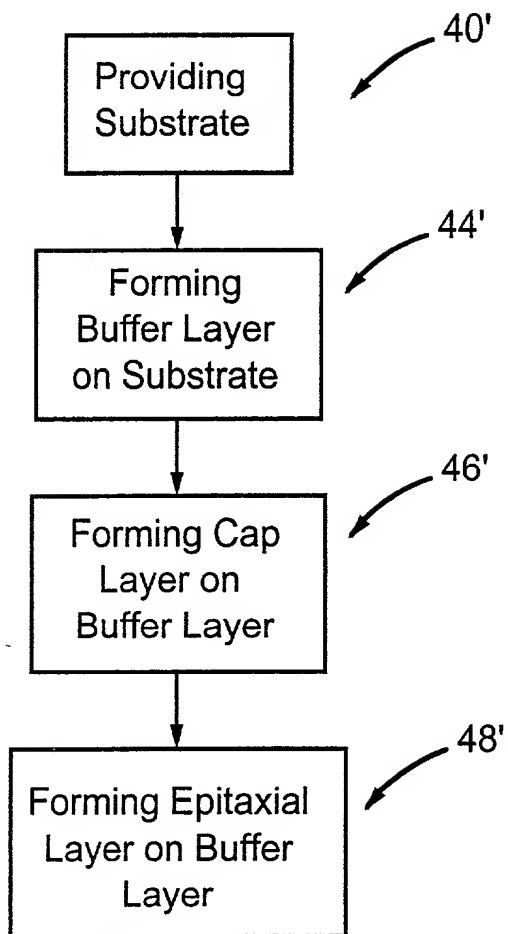 40'
Providing
Substrate
44'
Forming
Buffer Layer
on Substrate
46'
Forming Cap
Layer on
Buffer Layer
48'
Forming Epitaxial
Layer on Buffer
Layer